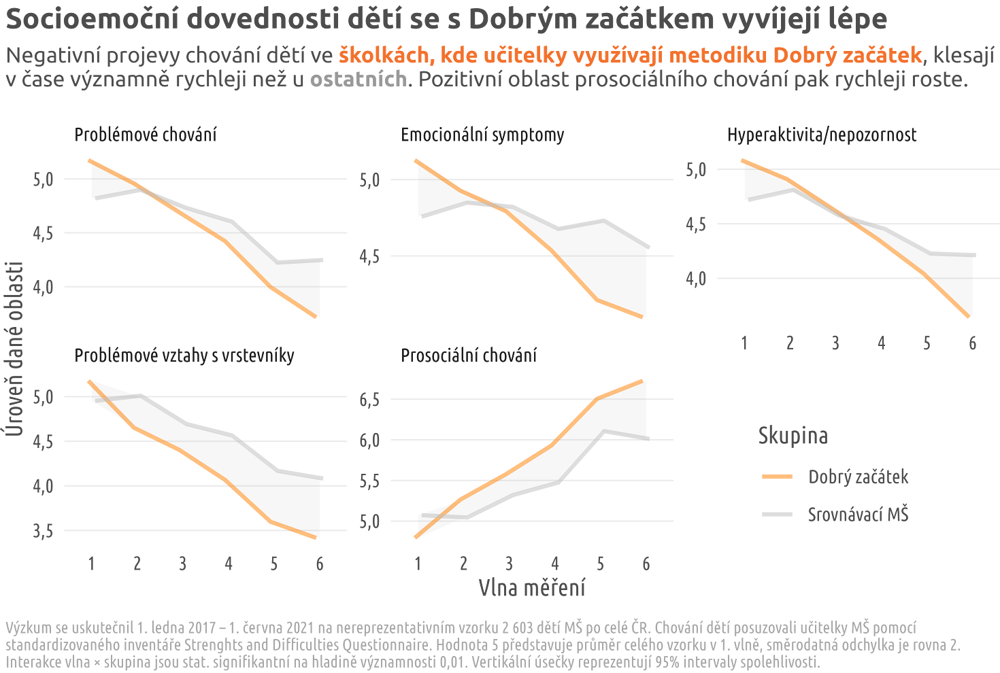 Socioemoční dovednosti dětí se s Dobrým začátkem vyvíjejí lépe
Negativní projevy chování dětí ve školkách, kde učitelky využívají metodiku Dobrý začátek, klesají
v čase významně rychleji než u ostatních. Pozitivní oblast prosociálního chování pak rychleji roste.
Úroveň dané oblasti
Problémové chování
5,0
4,5
4,0
Emocionální symptomy
5,0
4,5
Hyperaktivita/nepozornost
5,0
4,5
4,0
1 2 3 4 5 6
Problémové vztahy s vrstevníky
5,0
4,5
4,0
3,5
1 2 3 4 5 6
Prosociální chování
6,5
6,0
5,5
5,0
1 2 3 4 5 6
Vlna měření
Skupina
Dobrý začátek
Srovnávací MŠ
Výzkum se uskutečnil 1. ledna 2017 – 1. června 2021 na nereprezentativním vzorku 2 603 dětí MŠ po celé ČR. Chování dětí posuzovali učitelky MŠ pomocí
standardizovaného inventáře Strenghts and Difficulties Questionnaire. Hodnota 5 představuje průměr celého vzorku v 1. vlně, směrodatná odchylka je rovna 2.
Interakce vlna × skupina jsou stat. signifikantní na hladině významnosti 0,01. Vertikální úsečky reprezentují 95% intervaly spolehlivosti.